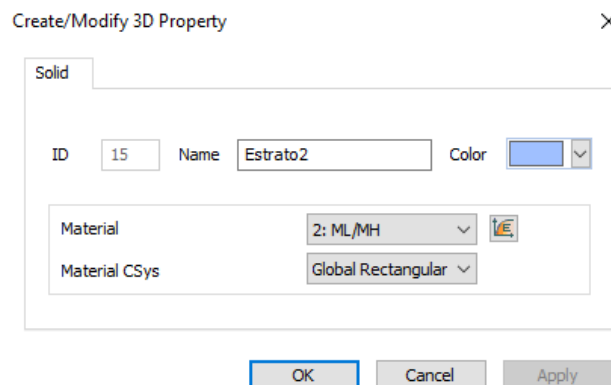 Create/Modify 3D Property
Solid
ID 15 Name Estrato2 Color
Material 2: ML/MH
Material CSys Global Rectangular
OK Cancel Apply